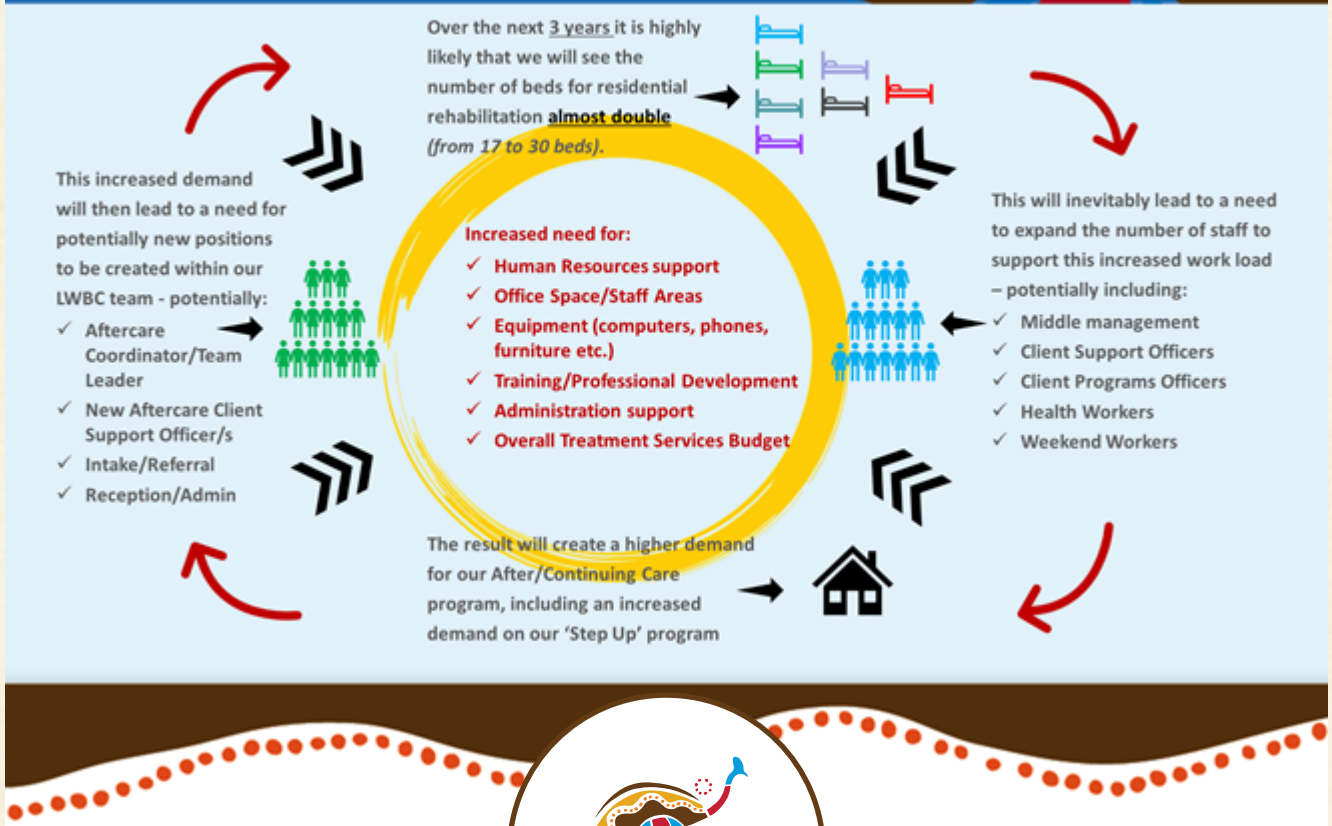 Over the next 3 years it is highly
likely that we will see the
number of beds for residential
rehabilitation almost double
(from 17 to 30 beds).
This will inevitably lead to a need
to expand the number of staff to
support this increased work load
– potentially including:
✓ Middle management
✓ Client Support Officers
✓ Client Programs Officers
✓ Health Workers
✓ Weekend Workers
The result will create a higher demand
for our After/Continuing Care
program, including an increased
demand on our ‘Step Up’ program
This increased demand
will then lead to a need for
potentially new positions
to be created within our
LWBC team - potentially:
✓ Aftercare
Coordinator/Team
Leader
✓ New Aftercare Client
Support Officer/s
✓ Intake/Referral
✓ Reception/Admin
Increased need for:
✓ Human Resources support
✓ Office Space/Staff Areas
✓ Equipment (computers, phones,
furniture etc.)
✓ Training/Professional Development
✓ Administration support
✓ Overall Treatment Services Budget